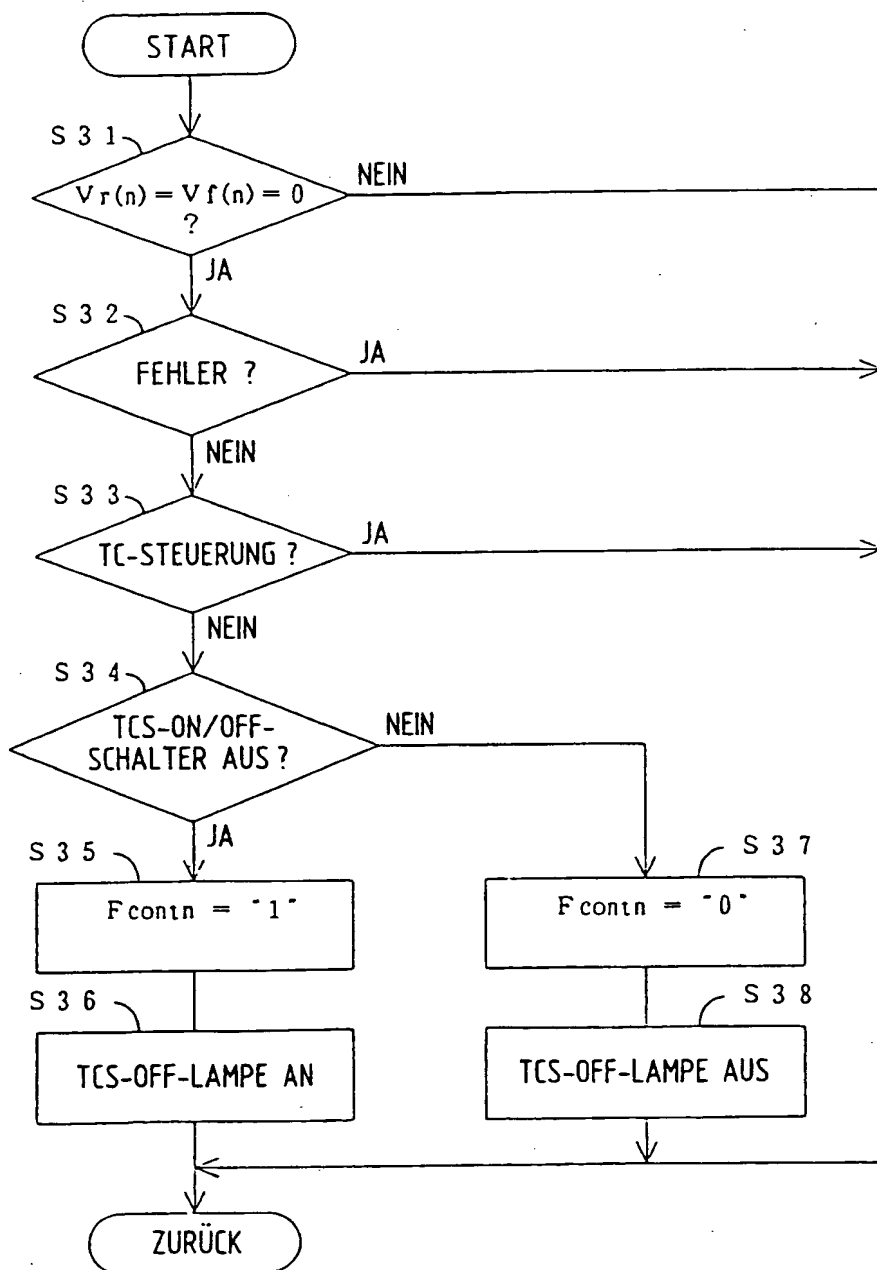 START
S 3 1
Vr(n) = Vf(n) = 0
?
NEIN
JA
S 3 2
FEHLER ?
JA
NEIN
S 3 3
TC-STEUERUNG ?
JA
NEIN
S 3 4
TCS-ON/OFF-
SCHALTER AUS ?
NEIN
JA
S 3 5
Fcontn = "1"
S 3 7
Fcontn = "0"
S 3 6
TCS-OFF-LAMPE AN
S 3 8
TCS-OFF-LAMPE AUS
ZURÜCK